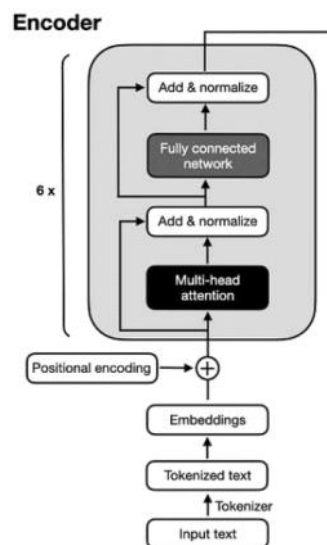 Encoder
Add & normalize
Fully connected
network
6 x
Add & normalize
Multi-head
attention
Positional encoding
+
Embeddings
Tokenized text
Tokenizer
Input text